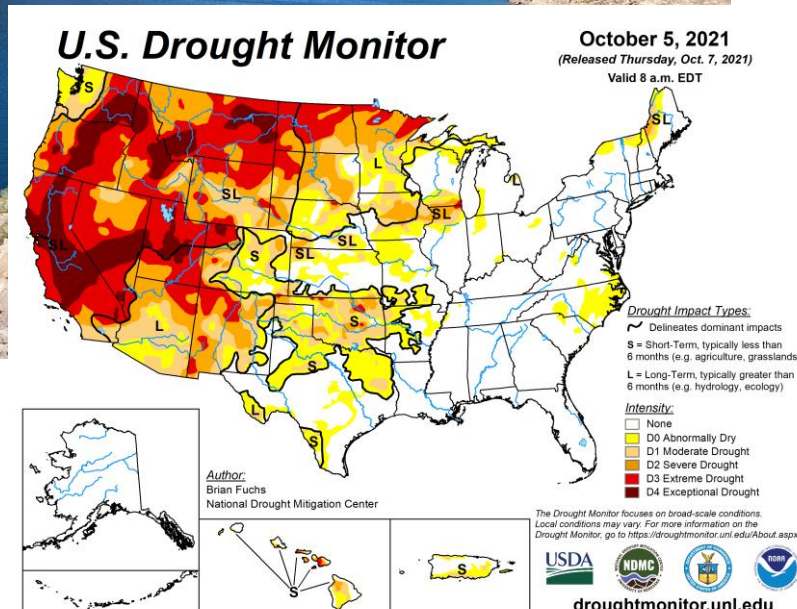 U.S. Drought Monitor
October 5, 2021
(Released Thursday, Oct. 7, 2021)
Valid 8 a.m. EDT
S
SL
L
L
SL
SL
SL
SL
S
SL
L
S
S
L
S
Drought Impact Types:
Delineates dominant impacts
S = Short-Term, typically less than
6 months (e.g. agriculture, grasslands
L = Long-Term, typically greater than
6 months (e.g. hydrology, ecology)
Intensity:
None
D0 Abnormally Dry
D1 Moderate Drought
D2 Severe Drought
D3 Extreme Drought
D4 Exceptional Drought
Author:
Brian Fuchs
National Drought Mitigation Center
S
S
The Drought Monitor focuses on broad-scale conditions.
Local conditions may vary. For more information on the
Drought Monitor, go to https://droughtmonitor.unl.edu/About.aspx
USDA
NDMC
NOAA
droughtmonitor.unl.edu